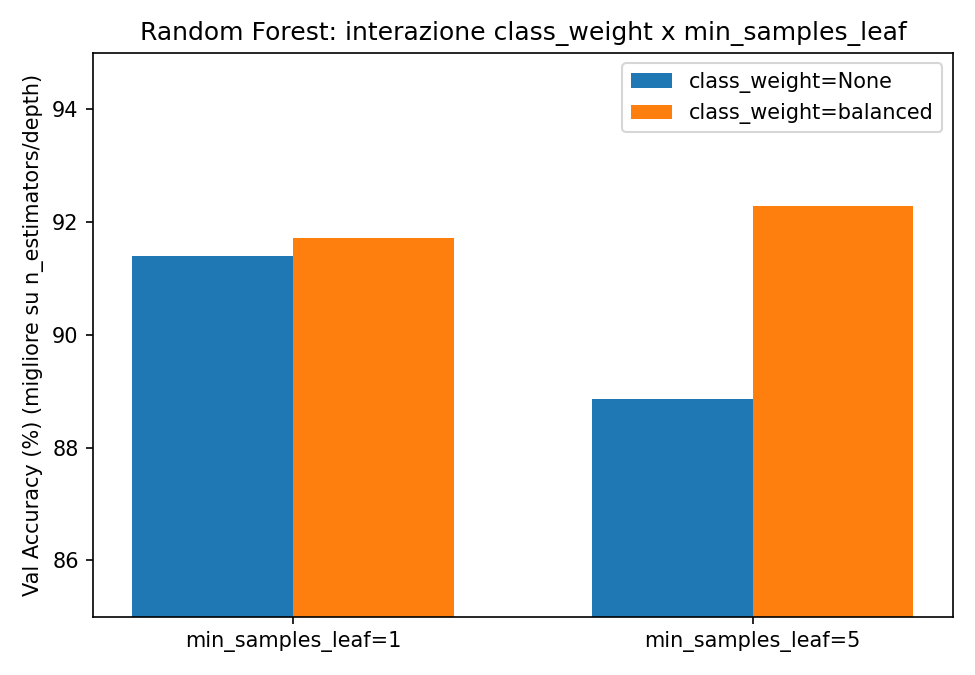 Random Forest: interazione class_weight x min_samples_leaf
Val Accuracy (%) (migliore su n_estimators/depth)
94
92
90
88
86
class_weight=None
class_weight=balanced
min_samples_leaf=1
min_samples_leaf=5